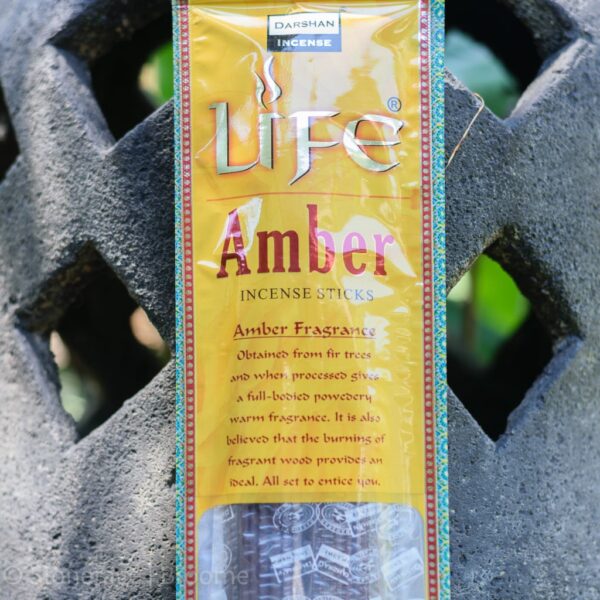 DARSHAN
INCENSE
LiFe®
Amber
INCENSE STICKS
Amber Fragrance
Obtained from fir trees
and when processed gives
a full-bodied powdery
warm fragrance. It is also
believed that the burning of
fragrant wood provides an
ideal. All set to entice you.